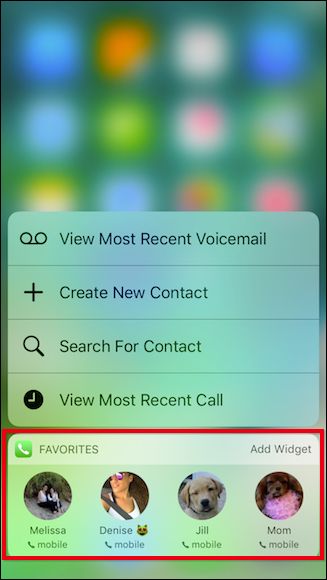 View Most Recent Voicemail
Create New Contact
Search For Contact
View Most Recent Call
FAVORITES Add Widget
Melissa Denise 😻 Jill Mom
mobile mobile mobile mobile